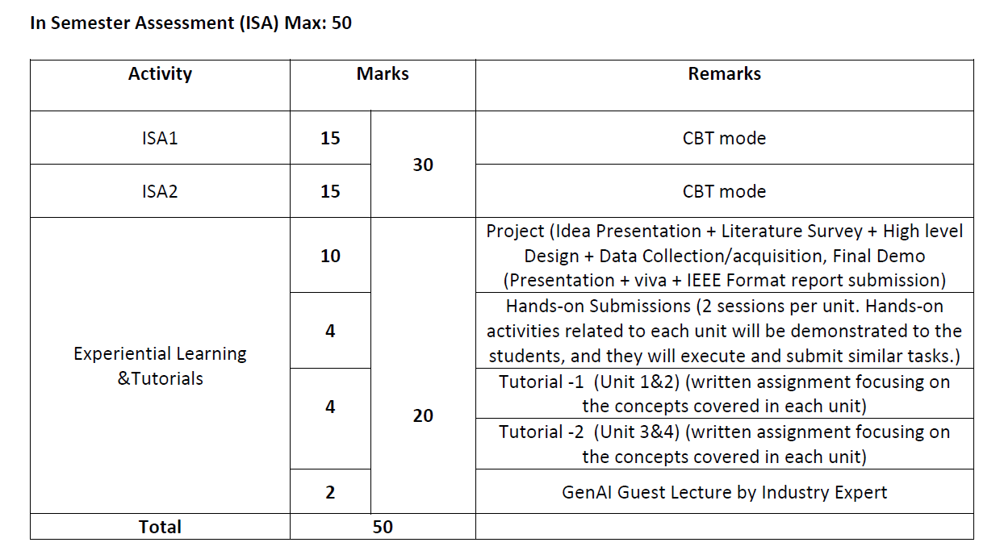 In Semester Assessment (ISA) Max: 50
Activity Marks Remarks
ISA1 15 CBT mode
30
ISA2 15 CBT mode
Experiential Learning
&Tutorials
10
Project (Idea Presentation + Literature Survey + High level
Design + Data Collection/acquisition, Final Demo
(Presentation + viva + IEEE Format report submission)
4
Hands-on Submissions (2 sessions per unit. Hands-on
activities related to each unit will be demonstrated to the
students, and they will execute and submit similar tasks.)
4
20
Tutorial -1  (Unit 1&2) (written assignment focusing on
the concepts covered in each unit)
Tutorial -2  (Unit 3&4) (written assignment focusing on
the concepts covered in each unit)
2 GenAI Guest Lecture by Industry Expert
Total 50